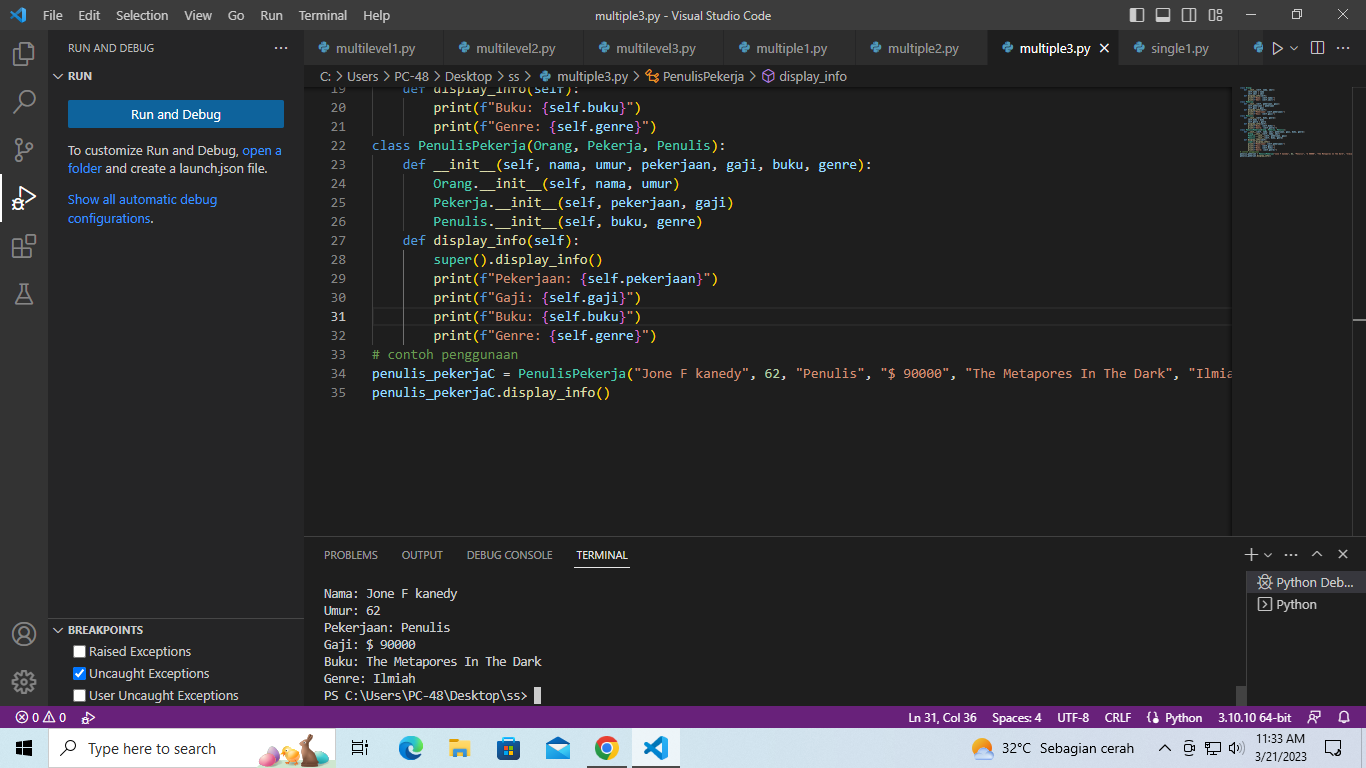 File Edit Selection View Go Run Terminal Help
multiple3.py - Visual Studio Code
RUN AND DEBUG
RUN
Run and Debug
To customize Run and Debug, open a
folder and create a launch.json file.
Show all automatic debug
configurations.
BREAKPOINTS
Raised Exceptions
Uncaught Exceptions
User Uncaught Exceptions
multilevel1.py multilevel2.py multilevel3.py multiple1.py multiple2.py multiple3.py single1.py
C: > Users > PC-48 > Desktop > ss > multiple3.py > PenulisPekerja > display_info
19 def display_info(self):
20 print(f"Buku: {self.buku}")
21 print(f"Genre: {self.genre}")
22 class PenulisPekerja(Orang, Pekerja, Penulis):
23 def __init__(self, nama, umur, pekerjaan, gaji, buku, genre):
24 Orang.__init__(self, nama, umur)
25 Pekerja.__init__(self, pekerjaan, gaji)
26 Penulis.__init__(self, buku, genre)
27 def display_info(self):
28 super().display_info()
29 print(f"Pekerjaan: {self.pekerjaan}")
30 print(f"Gaji: {self.gaji}")
31 print(f"Buku: {self.buku}")
32 print(f"Genre: {self.genre}")
33 # contoh penggunaan
34 penulis_pekerjaC = PenulisPekerja("Jone F kanedy", 62, "Penulis", "$ 90000", "The Metapores In The Dark", "Ilmia
35 penulis_pekerjaC.display_info()
PROBLEMS OUTPUT DEBUG CONSOLE TERMINAL
Nama: Jone F kanedy
Umur: 62
Pekerjaan: Penulis
Gaji: $ 90000
Buku: The Metapores In The Dark
Genre: Ilmiah
PS C:\Users\PC-48\Desktop\ss>
Python Deb...
Python
0 0
Ln 31, Col 36 Spaces: 4 UTF-8 CRLF Python 3.10.10 64-bit
Type here to search
32°C Sebagian cerah
11:33 AM
3/21/2023